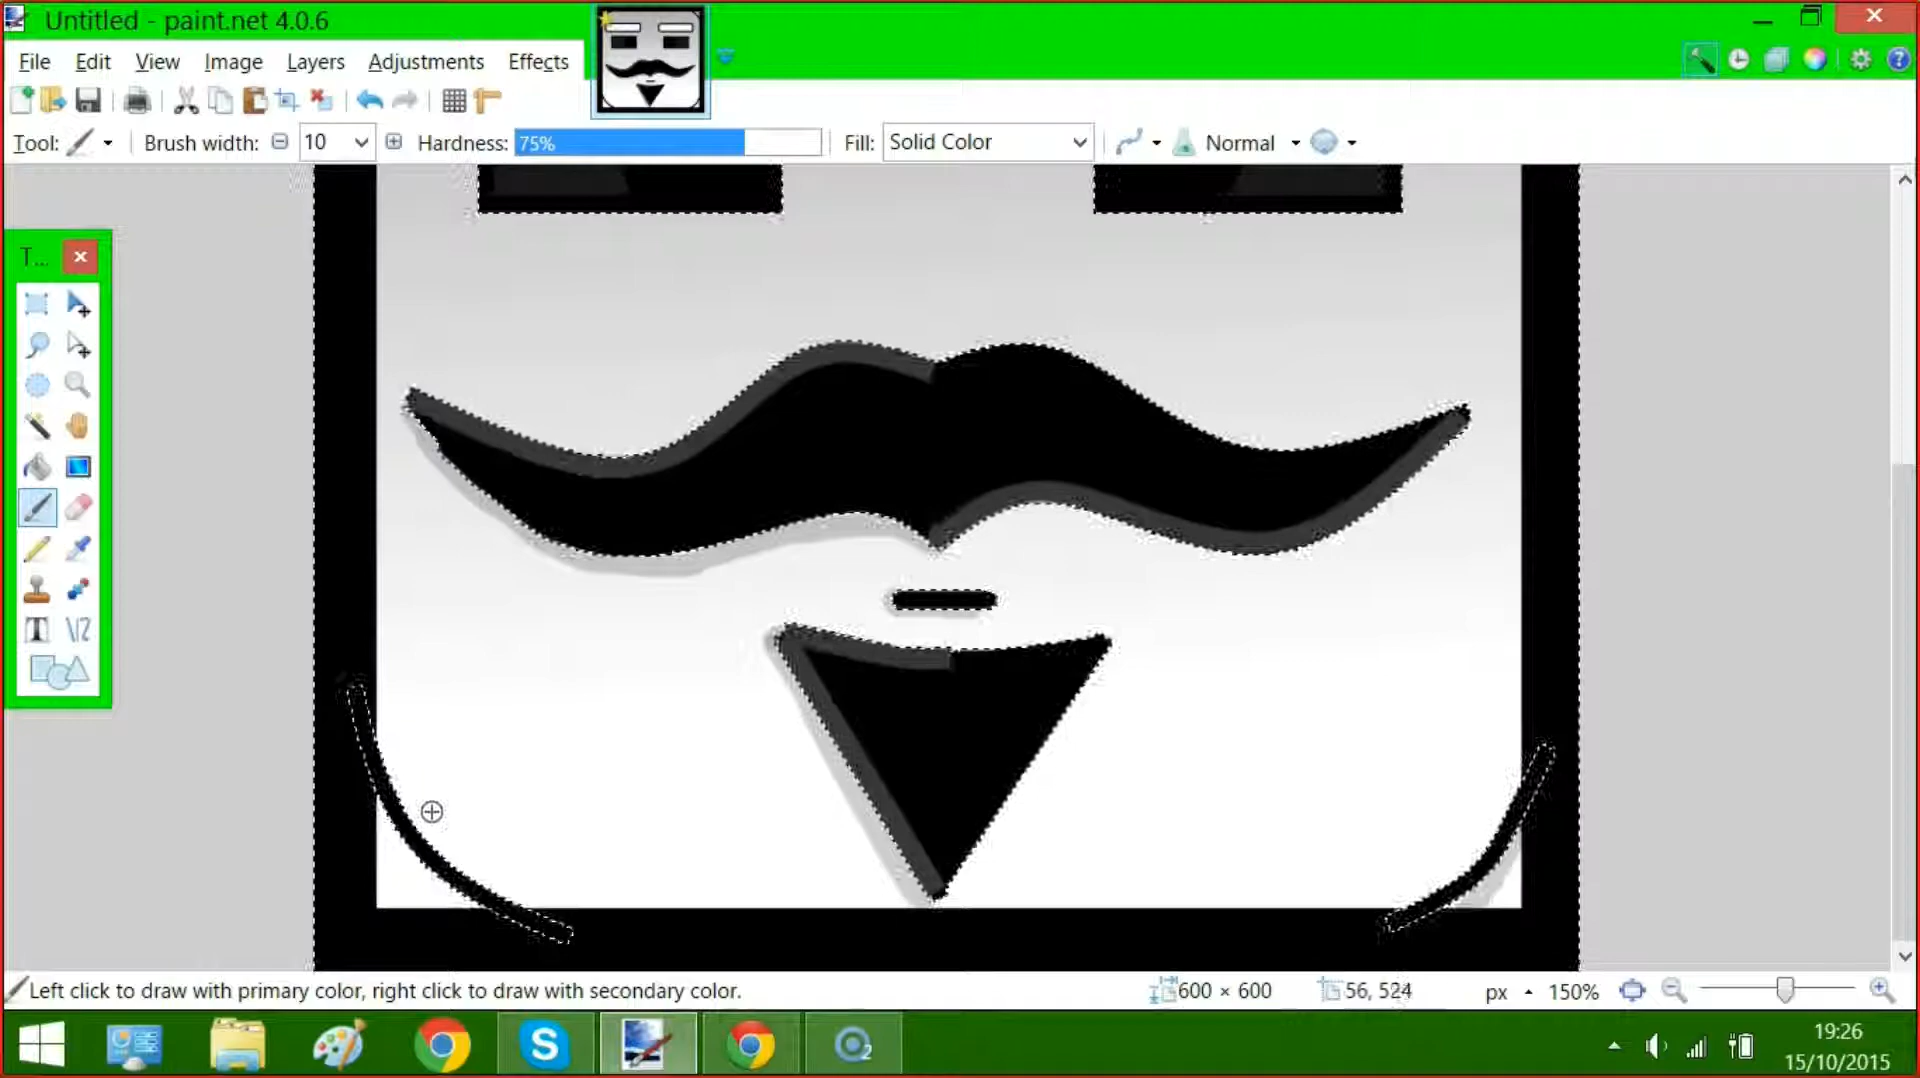 Untitled - paint.net 4.0.6
File Edit View Image Layers Adjustments Effects
Tool: Brush width: 10 Hardness: 75% Fill: Solid Color Normal
T...
Left click to draw with primary color, right click to draw with secondary color.
600 × 600 56, 524 px 150%
19:26
15/10/2015